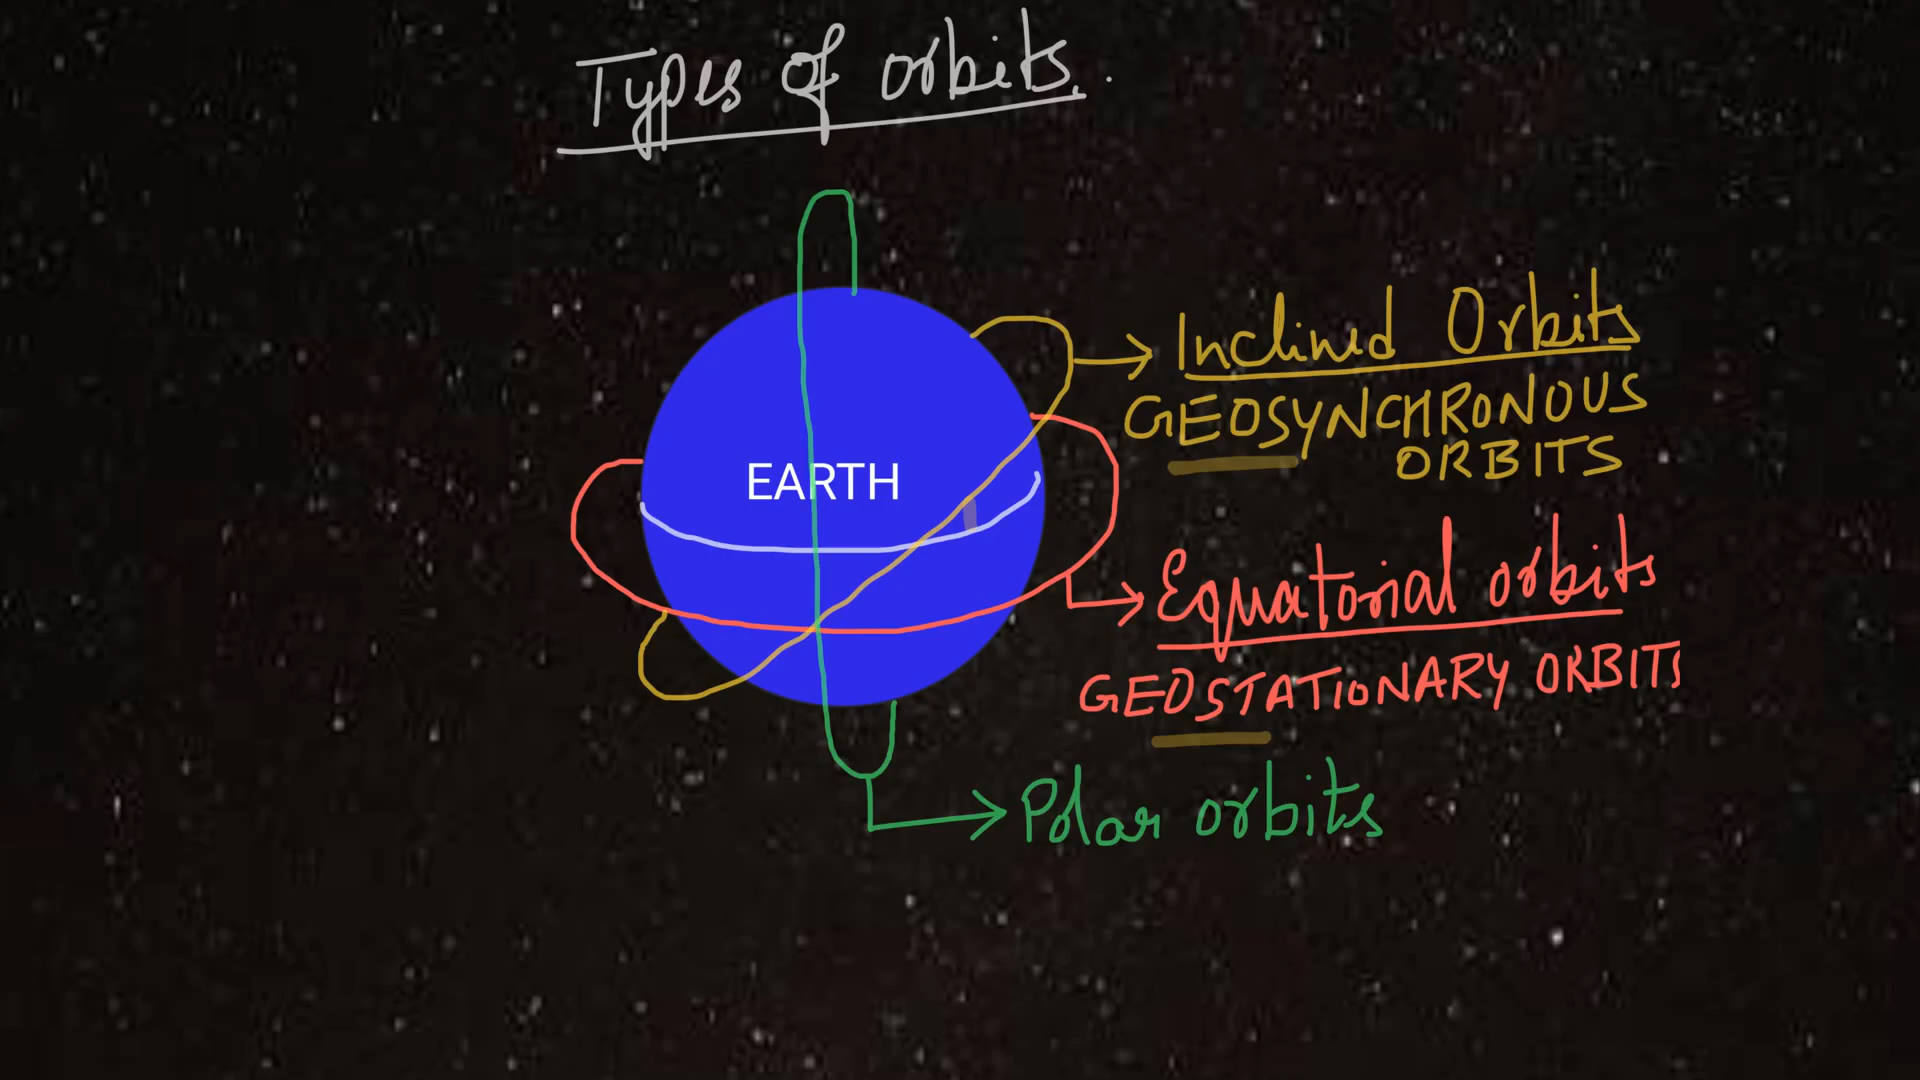 Types of orbits.
EARTH
Inclined Orbits
GEOSYNCHRONOUS
ORBITS
Equatorial orbits
GEOSTATIONARY ORBITS
Polar orbits